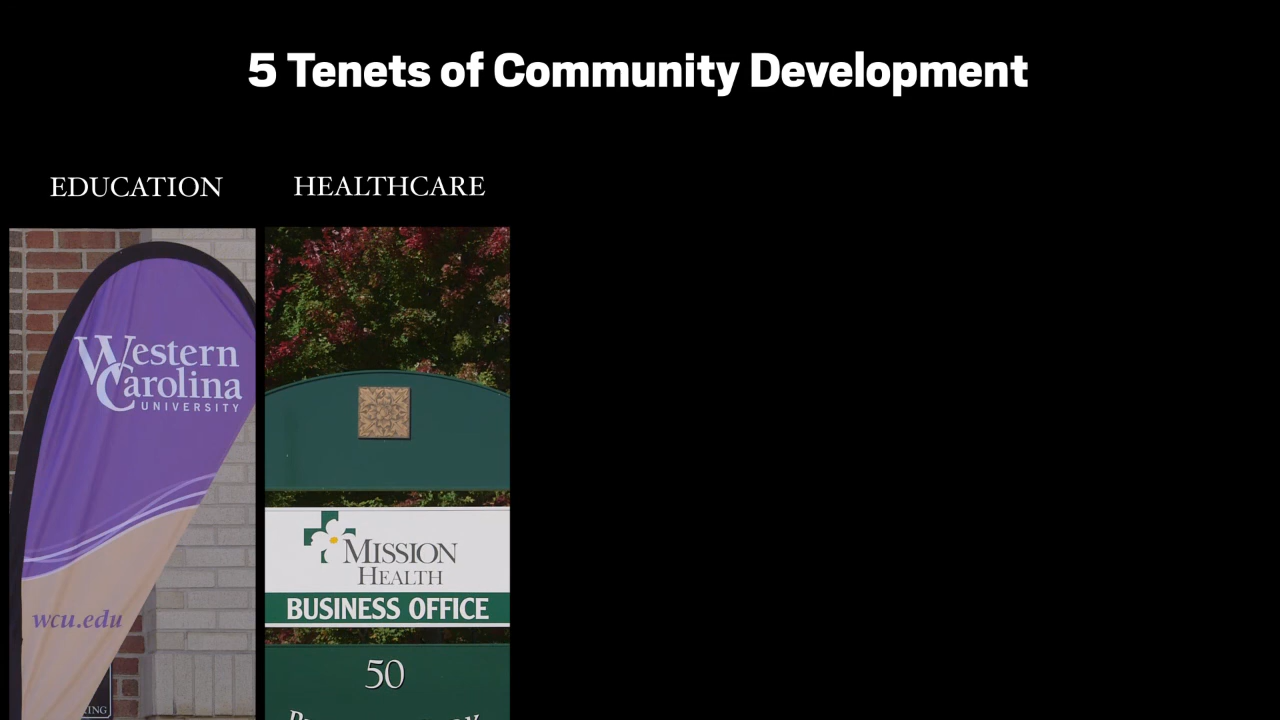 5 Tenets of Community Development
EDUCATION
HEALTHCARE
Western
Carolina
UNIVERSITY
wcu.edu
MISSION
HEALTH
BUSINESS OFFICE
50